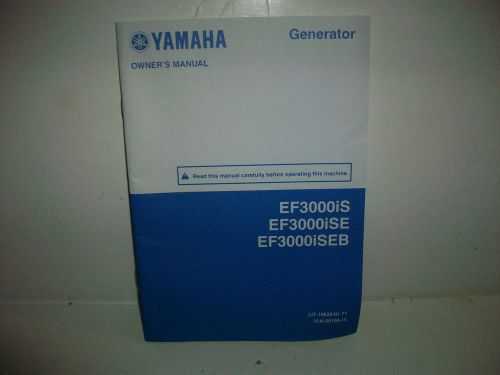 YAMAHA
Generator
OWNER'S MANUAL
Read this manual carefully before operating this machine.
EF3000iS
EF3000iSE
EF3000iSEB